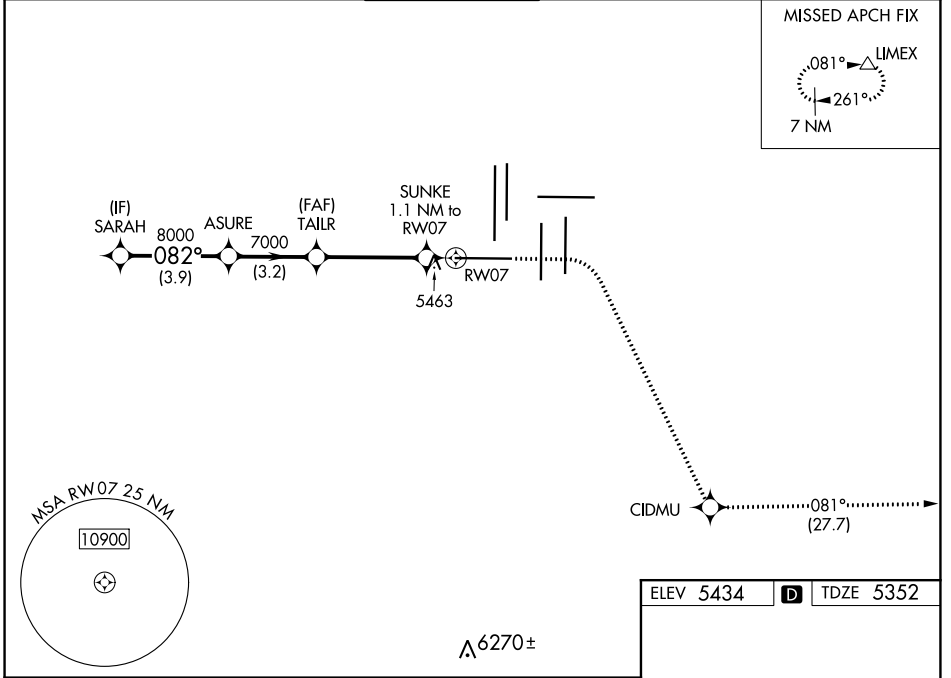 MISSED APCH FIX
LIMEX
081°
261°
7 NM
(IF)
SARAH
8000
082°
(3.9)
ASURE
7000
(3.2)
(FAF)
TAILR
SUNKE
1.1 NM to
RW07
RW07
5463
CIDMU
081°
(27.7)
MSA RW07 25 NM
10900
6270±
ELEV 5434
D
TDZE 5352